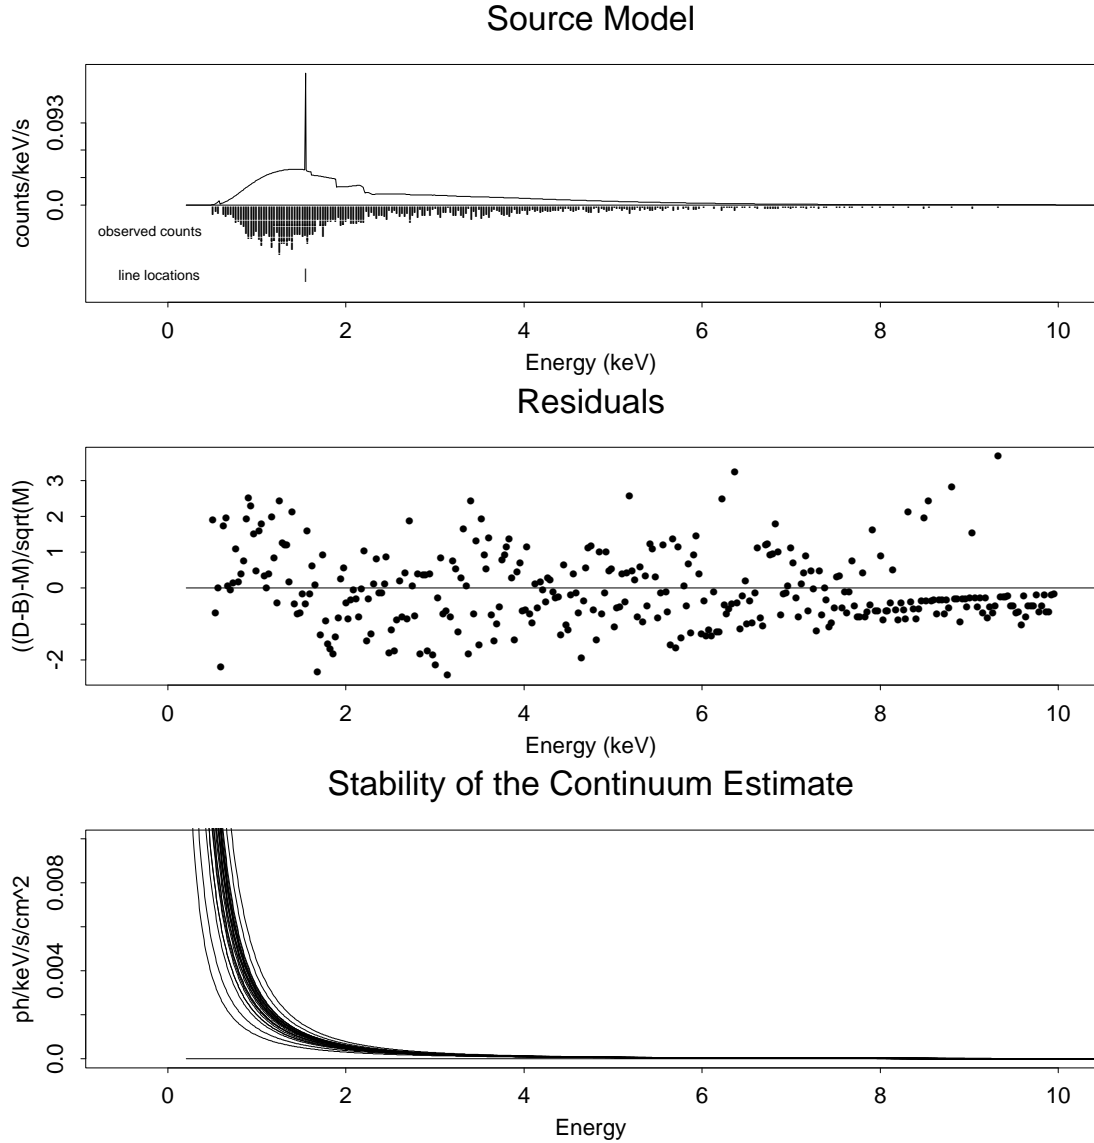 Source Model
counts/keV/s
0.093
0.0
observed counts
line locations
0 2 4 6 8 10
Energy (keV)
Residuals
((D-B)-M)/sqrt(M)
3
2
1
0
-2
0 2 4 6 8 10
Energy (keV)
Stability of the Continuum Estimate
ph/keV/s/cm^2
0.008
0.004
0.0
0 2 4 6 8 10
Energy